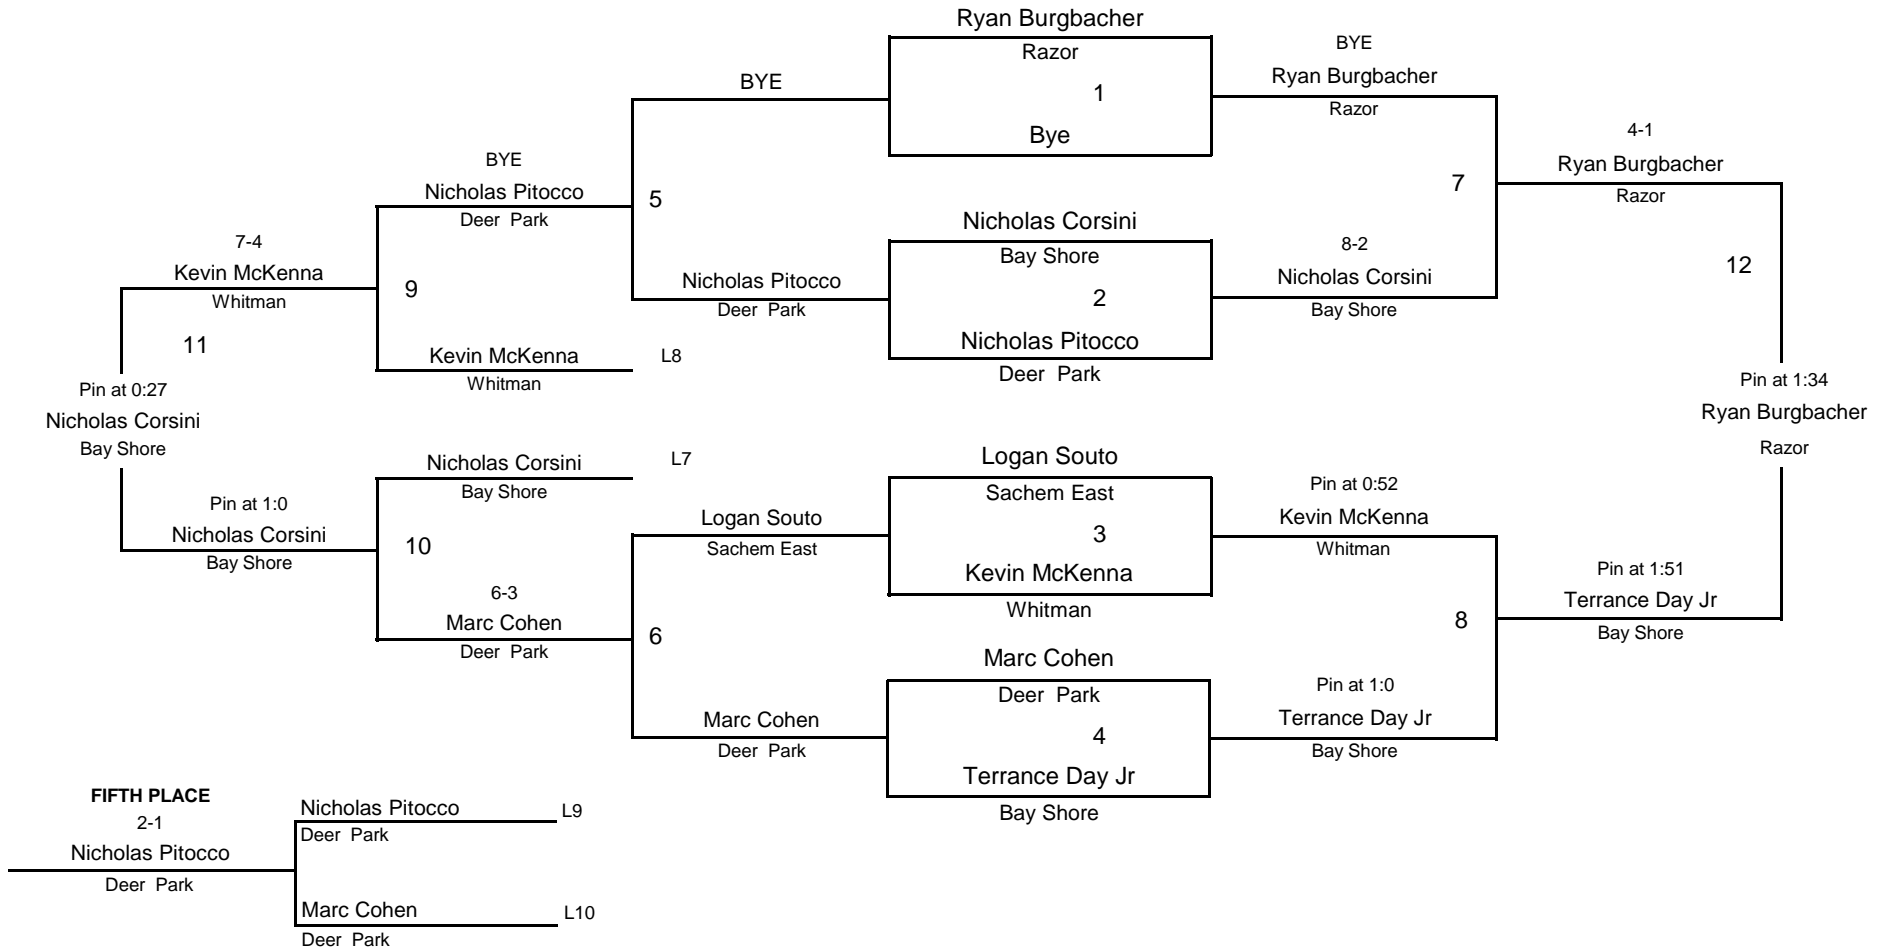 Ryan Burgbacher
Razor
1
Bye
BYE
BYE
Ryan Burgbacher
Razor
4-1
Ryan Burgbacher
Razor
BYE
Nicholas Pitocco
Deer Park
5
7
Nicholas Corsini
Bay Shore
2
Nicholas Pitocco
Deer Park
8-2
Nicholas Corsini
Bay Shore
12
7-4
Kevin McKenna
Whitman
9
Nicholas Pitocco
Deer Park
11
Kevin McKenna
Whitman
L8
Pin at 0:27
Nicholas Corsini
Bay Shore
Pin at 1:34
Ryan Burgbacher
Razor
Nicholas Corsini
Bay Shore
L7
Logan Souto
Sachem East
3
Kevin McKenna
Whitman
Pin at 0:52
Kevin McKenna
Whitman
Pin at 1:0
Nicholas Corsini
Bay Shore
10
Logan Souto
Sachem East
6-3
Marc Cohen
Deer Park
6
8
Pin at 1:51
Terrance Day Jr
Bay Shore
Marc Cohen
Deer Park
4
Terrance Day Jr
Bay Shore
Pin at 1:0
Terrance Day Jr
Bay Shore
Marc Cohen
Deer Park
FIFTH PLACE
2-1
Nicholas Pitocco
Deer Park
Nicholas Pitocco
Deer Park
L9
Marc Cohen
Deer Park
L10